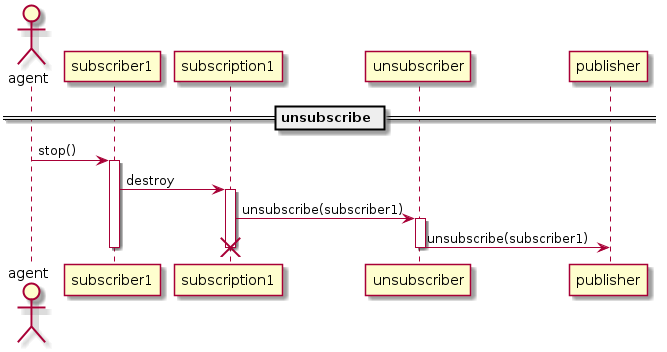 agent
subscriber1
subscription1
unsubscriber
publisher
unsubscribe
stop()
destroy
unsubscribe(subscriber1)
unsubscribe(subscriber1)
agent
subscriber1
subscription1
unsubscriber
publisher